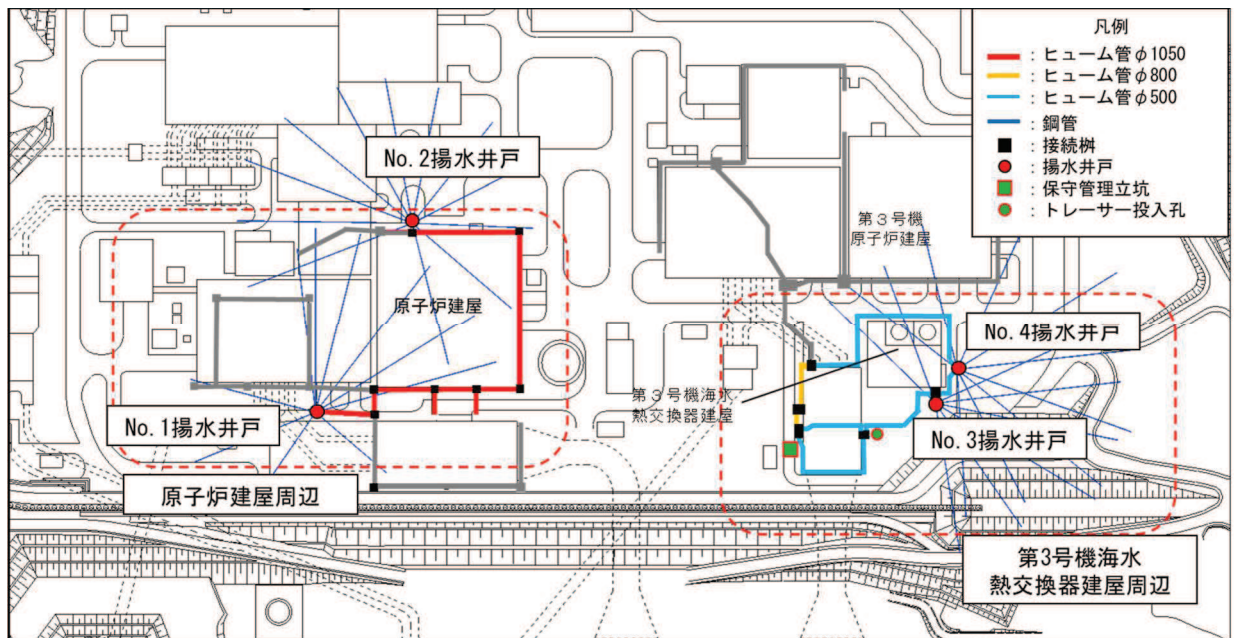 凡例
：ヒューム管φ1050
：ヒューム管φ800
：ヒューム管φ500
：鋼管
：接続桝
：揚水井戸
：保守管理立坑
：トレーサー投入孔
No.2揚水井戸
第３号機
原子炉建屋
原子炉建屋
No.4揚水井戸
第３号機海水
熱交換器建屋
No.1揚水井戸
No.3揚水井戸
原子炉建屋周辺
第3号機海水
熱交換器建屋周辺